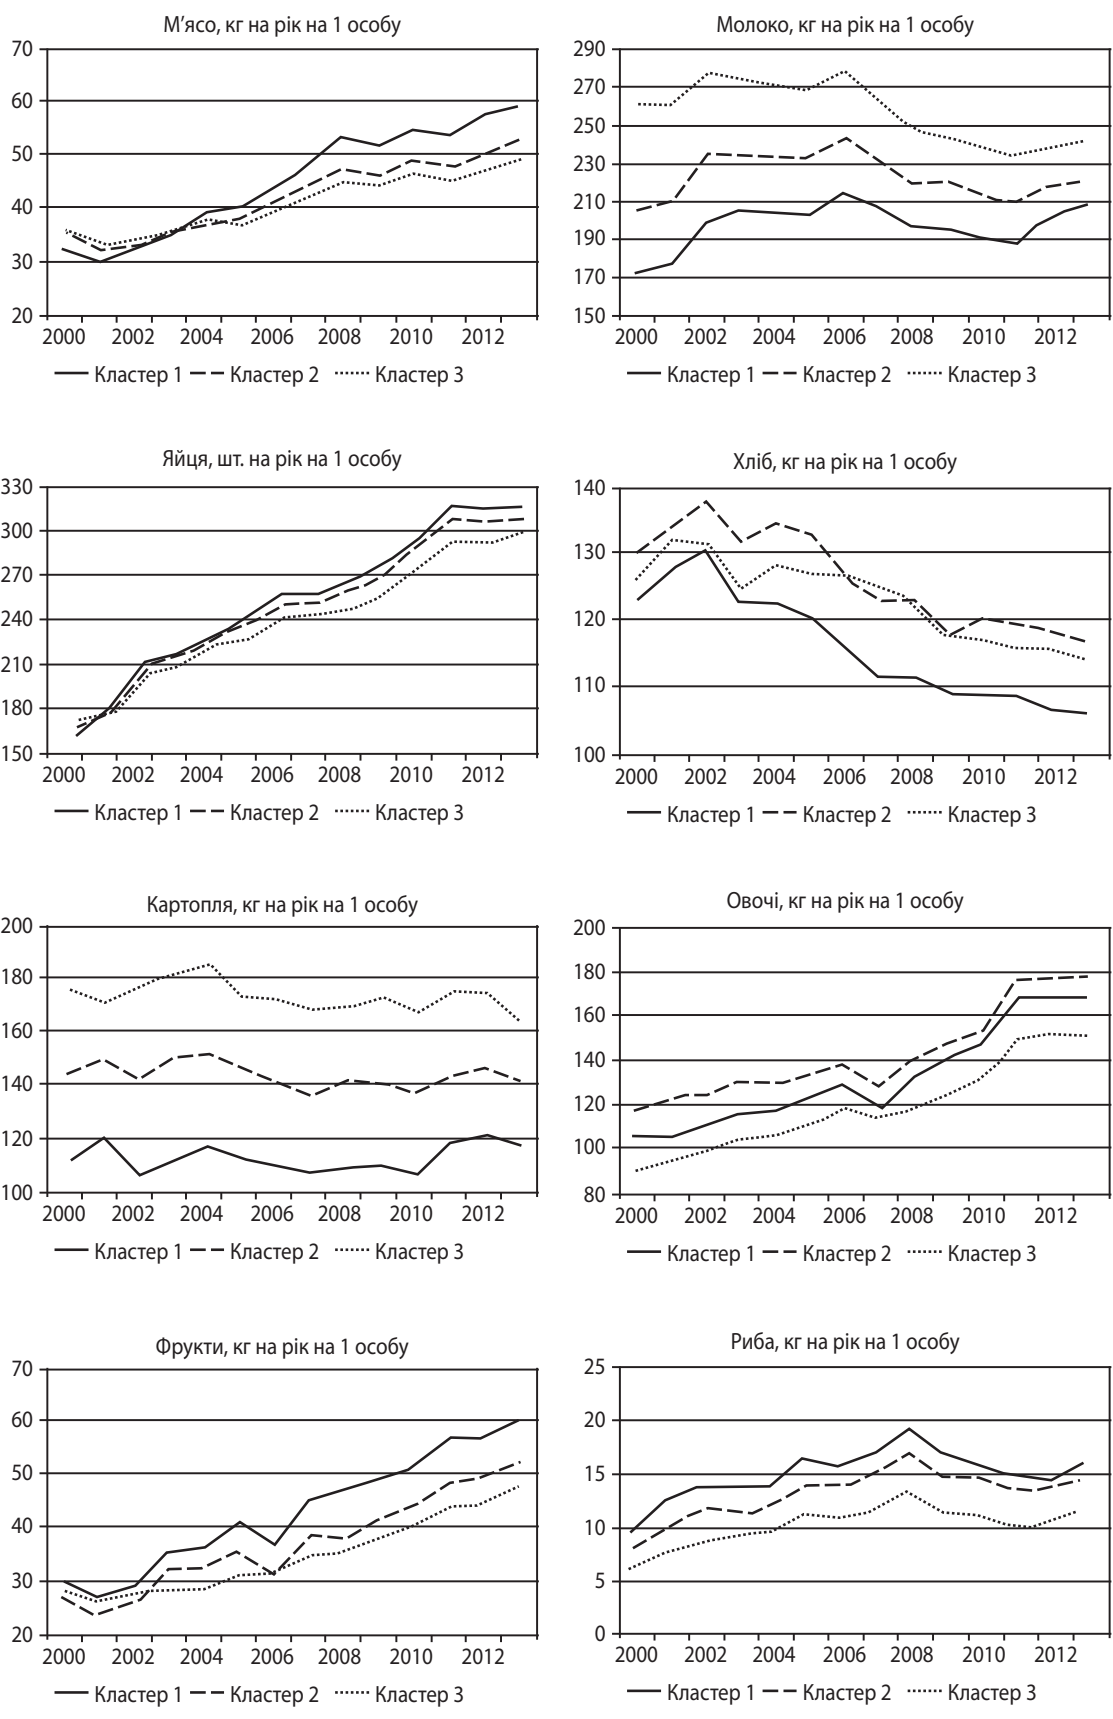 М’ясо, кг на рік на 1 особу
70
60
50
40
30
20
2000 2002 2004 2006 2008 2010 2012
Кластер 1 Кластер 2 Кластер 3
Молоко, кг на рік на 1 особу
290
270
250
230
210
190
170
150
2000 2002 2004 2006 2008 2010 2012
Кластер 1 Кластер 2 Кластер 3
Яйця, шт. на рік на 1 особу
330
300
270
240
210
180
150
2000 2002 2004 2006 2008 2010 2012
Кластер 1 Кластер 2 Кластер 3
Хліб, кг на рік на 1 особу
140
130
120
110
100
2000 2002 2004 2006 2008 2010 2012
Кластер 1 Кластер 2 Кластер 3
Картопля, кг на рік на 1 особу
200
180
160
140
120
100
2000 2002 2004 2006 2008 2010 2012
Кластер 1 Кластер 2 Кластер 3
Овочі, кг на рік на 1 особу
200
180
160
140
120
100
80
2000 2002 2004 2006 2008 2010 2012
Кластер 1 Кластер 2 Кластер 3
Фрукти, кг на рік на 1 особу
70
60
50
40
30
20
2000 2002 2004 2006 2008 2010 2012
Кластер 1 Кластер 2 Кластер 3
Риба, кг на рік на 1 особу
25
20
15
10
5
0
2000 2002 2004 2006 2008 2010 2012
Кластер 1 Кластер 2 Кластер 3